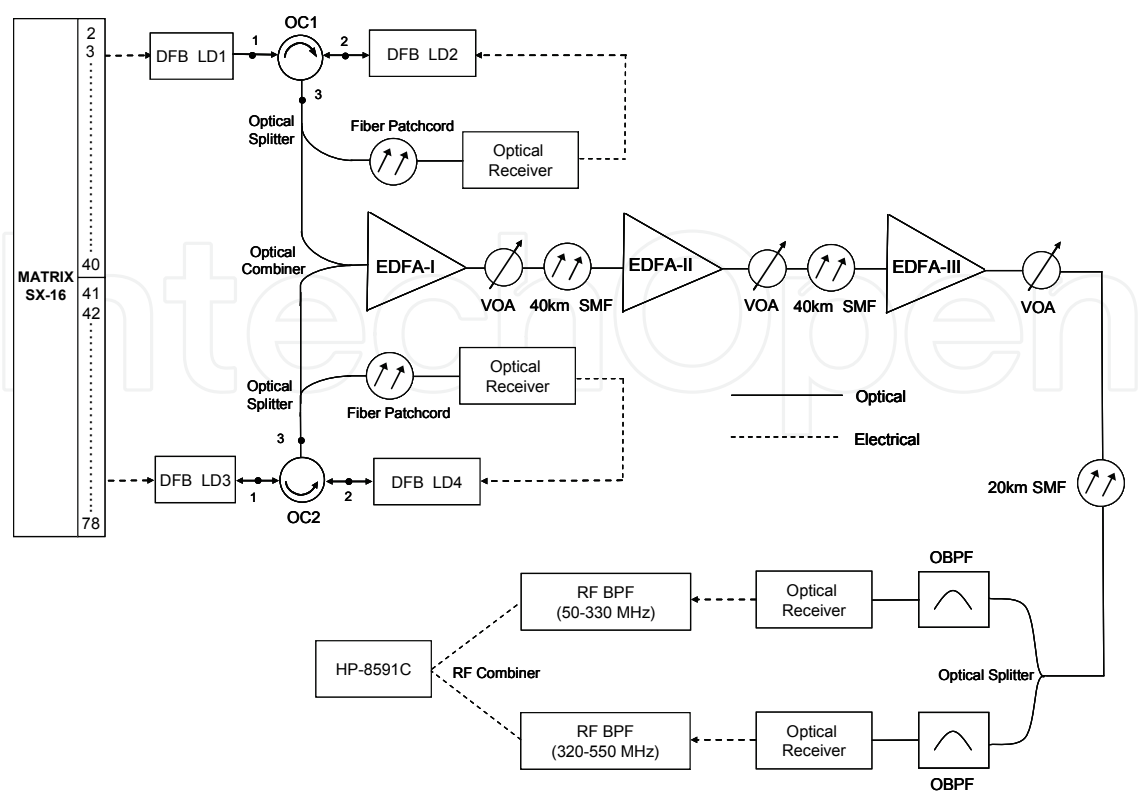 2
3
40
MATRIX
SX-16
41
42
78
DFB LD1
1
OC1
2
DFB LD2
3
Optical
Splitter
Fiber Patchcord
Optical
Receiver
Optical
Combiner
EDFA-I
VOA
40km SMF
EDFA-II
VOA
40km SMF
EDFA-III
VOA
Optical
Splitter
Fiber Patchcord
Optical
Receiver
3
DFB LD3
1
OC2
2
DFB LD4
Optical
Electrical
20km SMF
OBPF
Optical
Receiver
RF BPF
(50-330 MHz)
HP-8591C
RF Combiner
Optical Splitter
RF BPF
(320-550 MHz)
Optical
Receiver
OBPF
IntechOpen